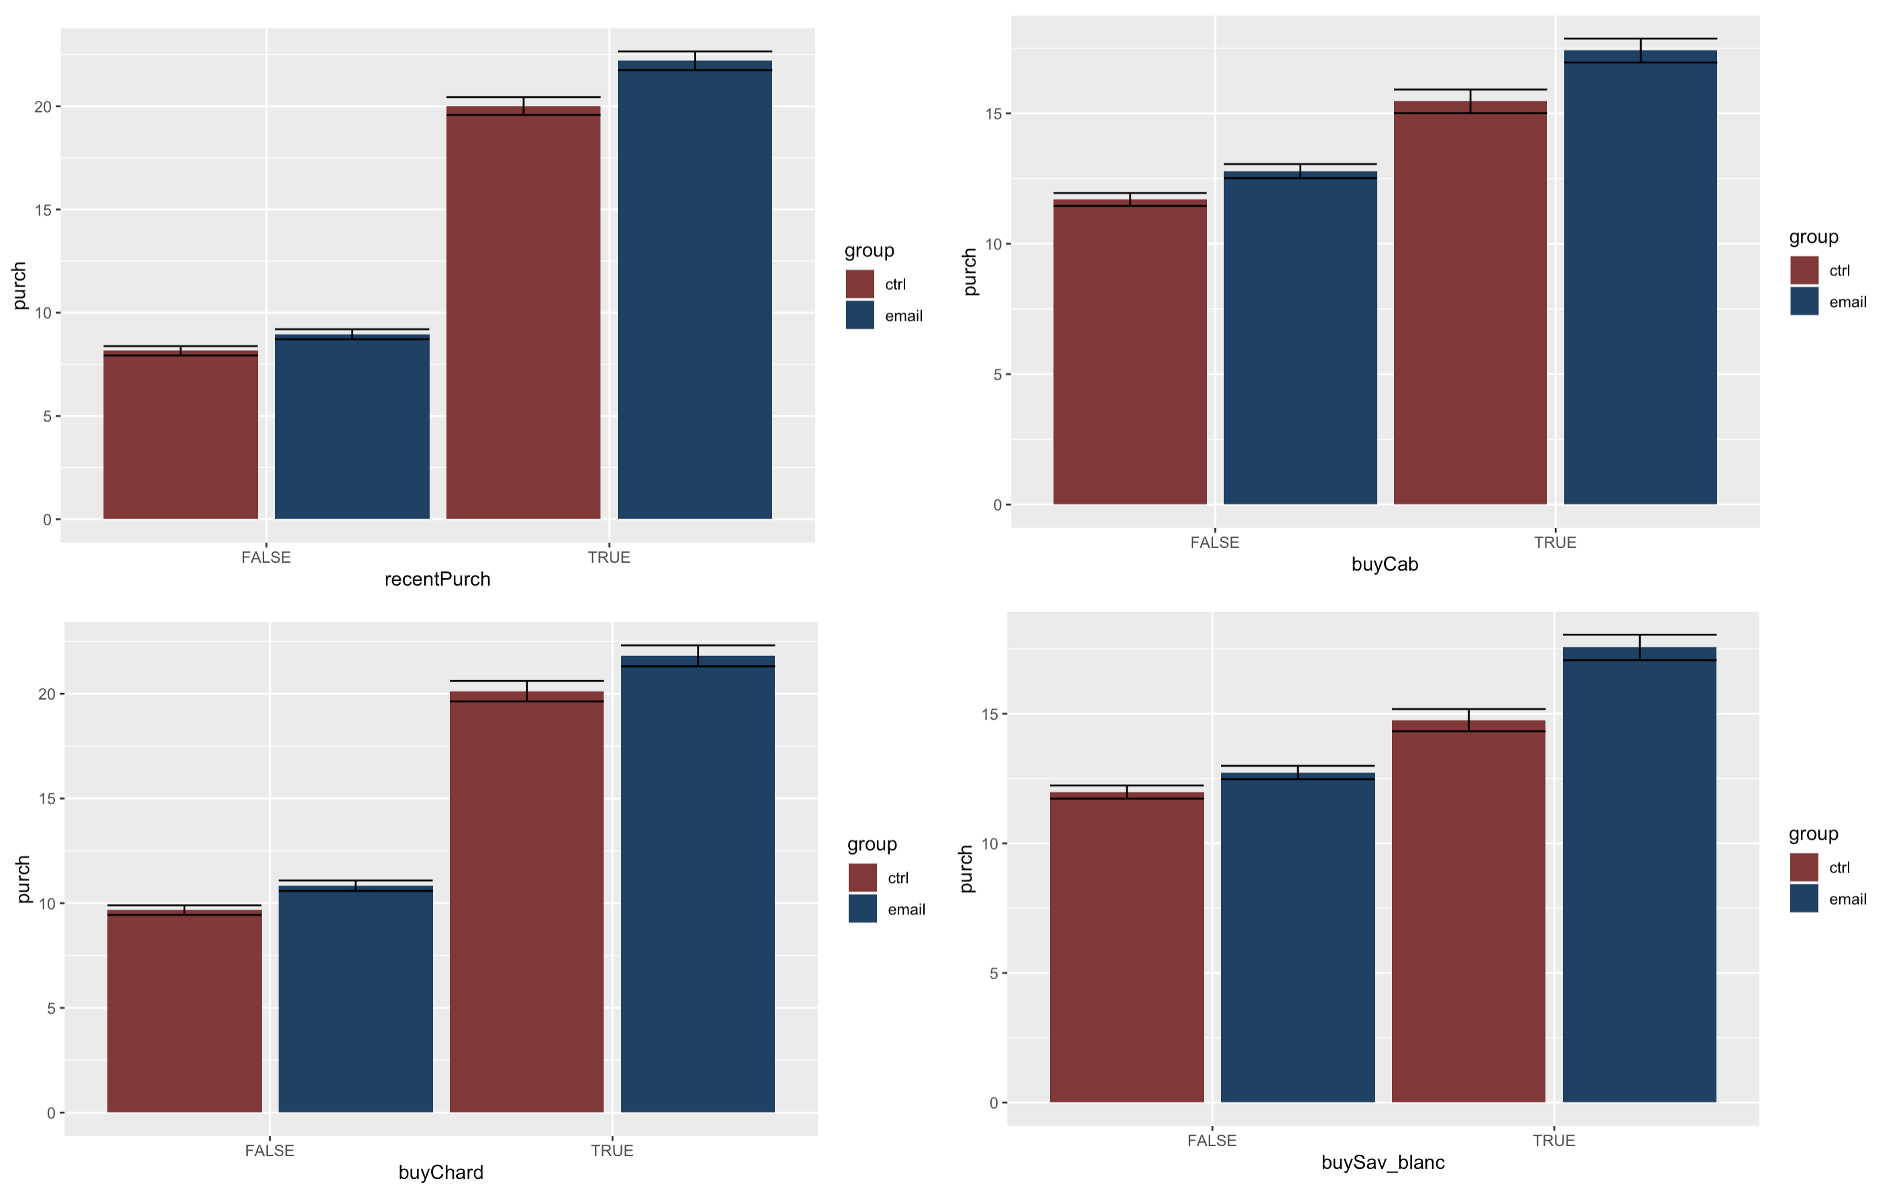 purch
20
15
10
5
0
FALSE TRUE
recentPurch
group
ctrl
email
purch
15
10
5
0
FALSE TRUE
buyCab
group
ctrl
email
purch
20
15
10
5
0
FALSE TRUE
buyChard
group
ctrl
email
purch
15
10
5
0
FALSE TRUE
buySav_blanc
group
ctrl
email